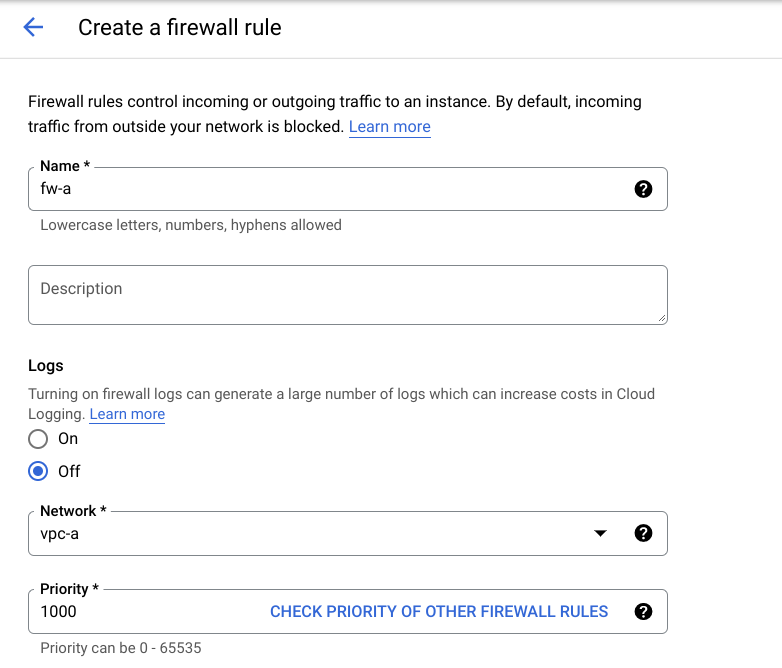 Create a firewall rule
Firewall rules control incoming or outgoing traffic to an instance. By default, incoming
traffic from outside your network is blocked. Learn more
Name *
fw-a
Lowercase letters, numbers, hyphens allowed
Description
Logs
Turning on firewall logs can generate a large number of logs which can increase costs in Cloud
Logging. Learn more
On
Off
Network *
vpc-a
Priority *
1000 CHECK PRIORITY OF OTHER FIREWALL RULES
Priority can be 0 - 65535